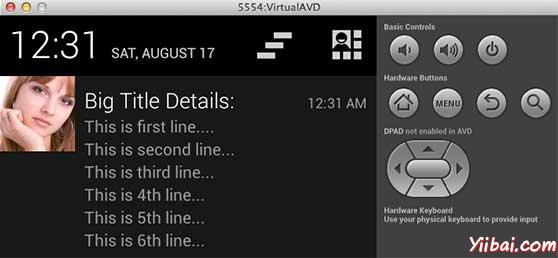 5554:VirtualAVD
12:31 SAT, AUGUST 17
Big Title Details: 12:31 AM
This is first line....
This is second line...
This is third line...
This is 4th line...
This is 5th line...
This is 6th line...
Basic Controls
Hardware Buttons
MENU
DPAD not enabled in AVD
Hardware Keyboard
Use your physical keyboard to provide input
Yiibai.com